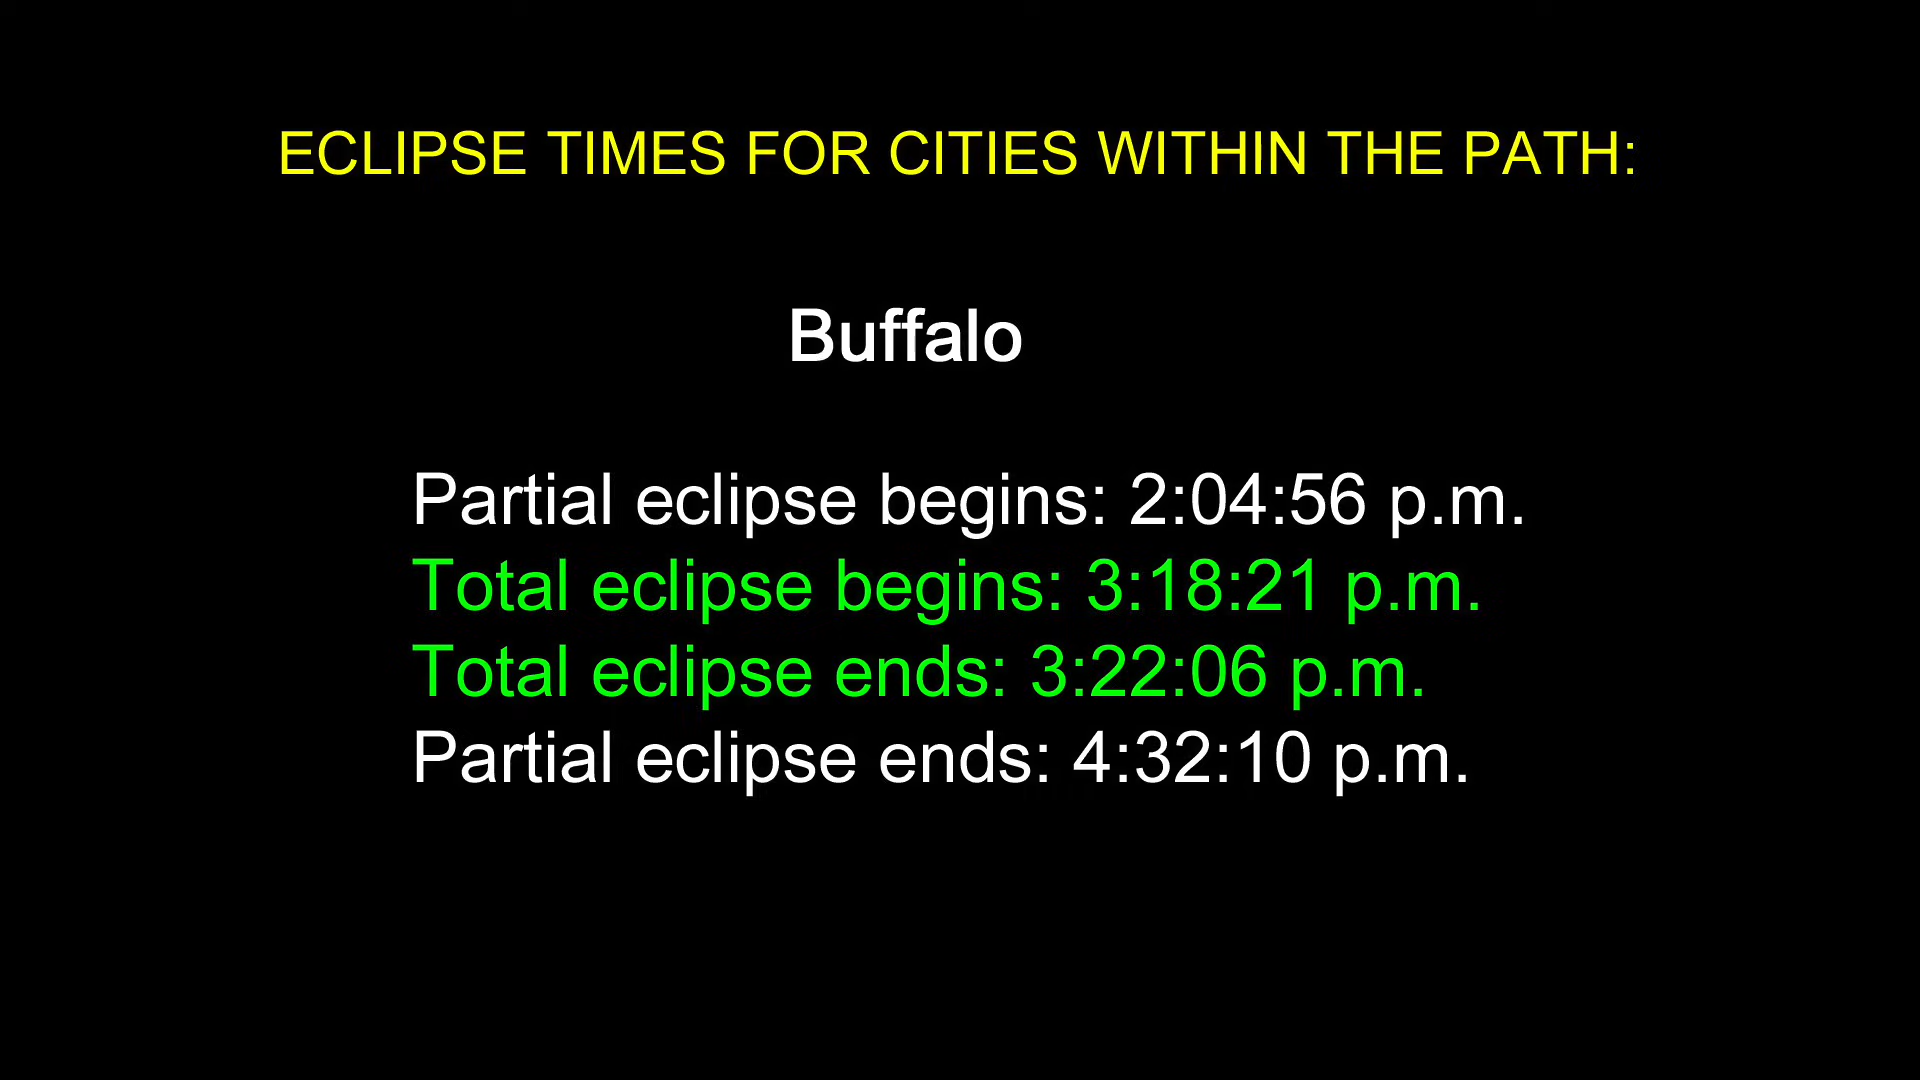 ECLIPSE TIMES FOR CITIES WITHIN THE PATH:
Buffalo
Partial eclipse begins: 2:04:56 p.m.
Total eclipse begins: 3:18:21 p.m.
Total eclipse ends: 3:22:06 p.m.
Partial eclipse ends: 4:32:10 p.m.